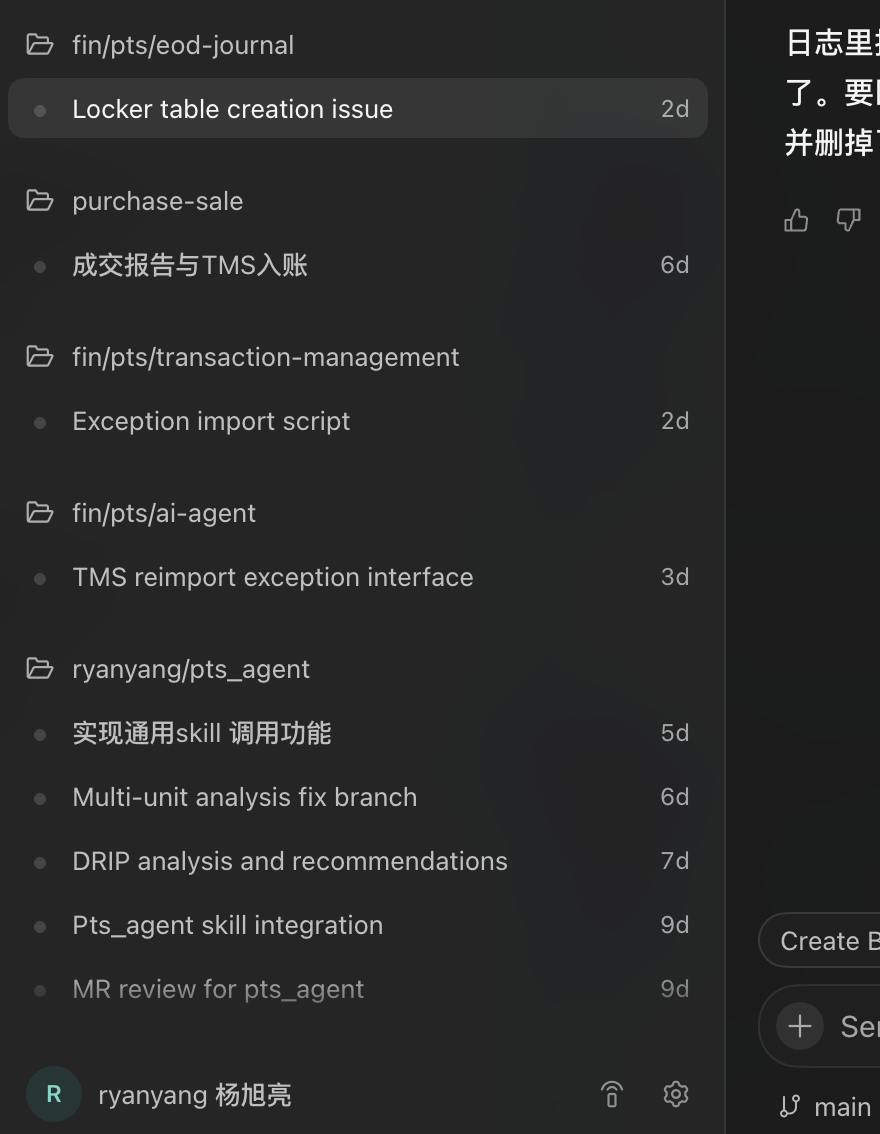 fin/pts/eod-journal
Locker table creation issue 2d
purchase-sale
成交报告与TMS入账 6d
fin/pts/transaction-management
Exception import script 2d
fin/pts/ai-agent
TMS reimport exception interface 3d
ryanyang/pts_agent
实现通用skill 调用功能 5d
Multi-unit analysis fix branch 6d
DRIP analysis and recommendations 7d
Pts_agent skill integration 9d
MR review for pts_agent 9d
R ryanyang 杨旭亮
日志里
了。要
并删掉
Create
main